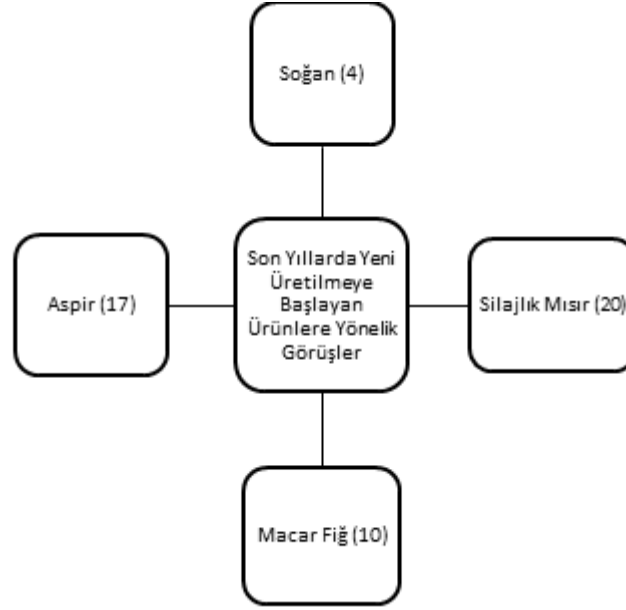 Soğan (4)
Son Yıllarda Yeni
Üretilmeye
Başlayan
Ürünlere Yönelik
Görüşler
Aspir (17)
Silajlık Mısır (20)
Macar Fiğ (10)